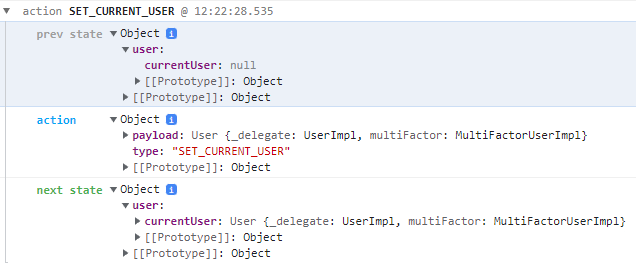 ▼ action SET_CURRENT_USER @ 12:22:28.535
prev state ▼Object i
▼user:
currentUser: null
▶[[Prototype]]: Object
▶[[Prototype]]: Object
action ▼Object i
▶payload: User {_delegate: UserImpl, multiFactor: MultiFactorUserImpl}
type: "SET_CURRENT_USER"
▶[[Prototype]]: Object
next state ▼Object i
▼user:
▶currentUser: User {_delegate: UserImpl, multiFactor: MultiFactorUserImpl}
▶[[Prototype]]: Object
▶[[Prototype]]: Object